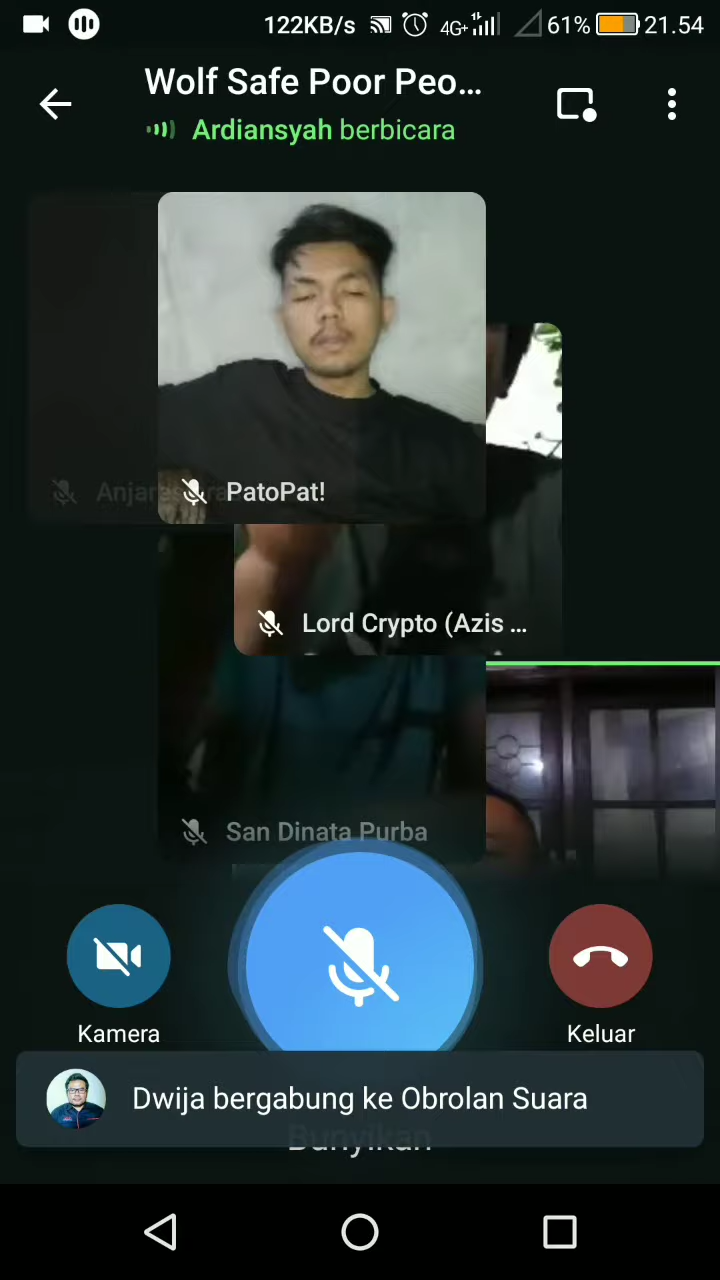 122KB/s 4G+ 61% 21.54
Wolf Safe Poor Peo...
Ardiansyah berbicara
PatoPat!
Lord Crypto (Azis ...
San Dinata Purba
Kamera
Keluar
Dwija bergabung ke Obrolan Suara
Bunyikan